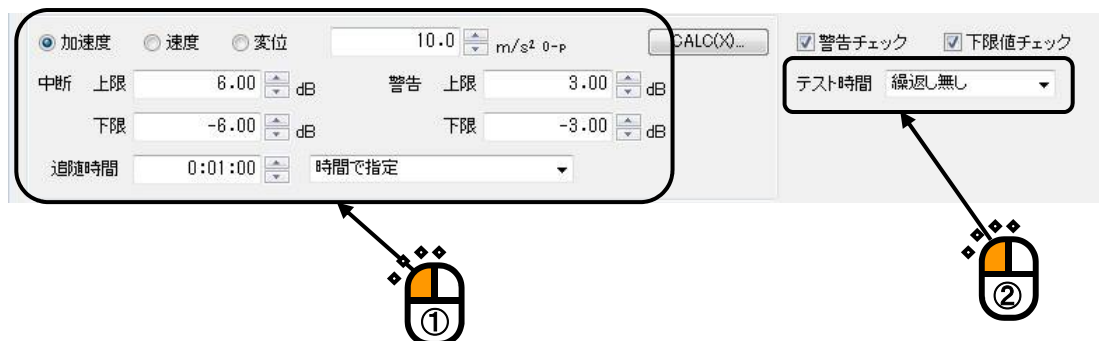 加速度 速度 変位 10.0 m/s² 0-P CALC(X)... 警告チェック 下限値チェック
中断 上限 6.00 dB 警告 上限 3.00 dB テスト時間 繰返し無し
下限 -6.00 dB 下限 -3.00 dB
追随時間 0:01:00 時間で指定
②
①